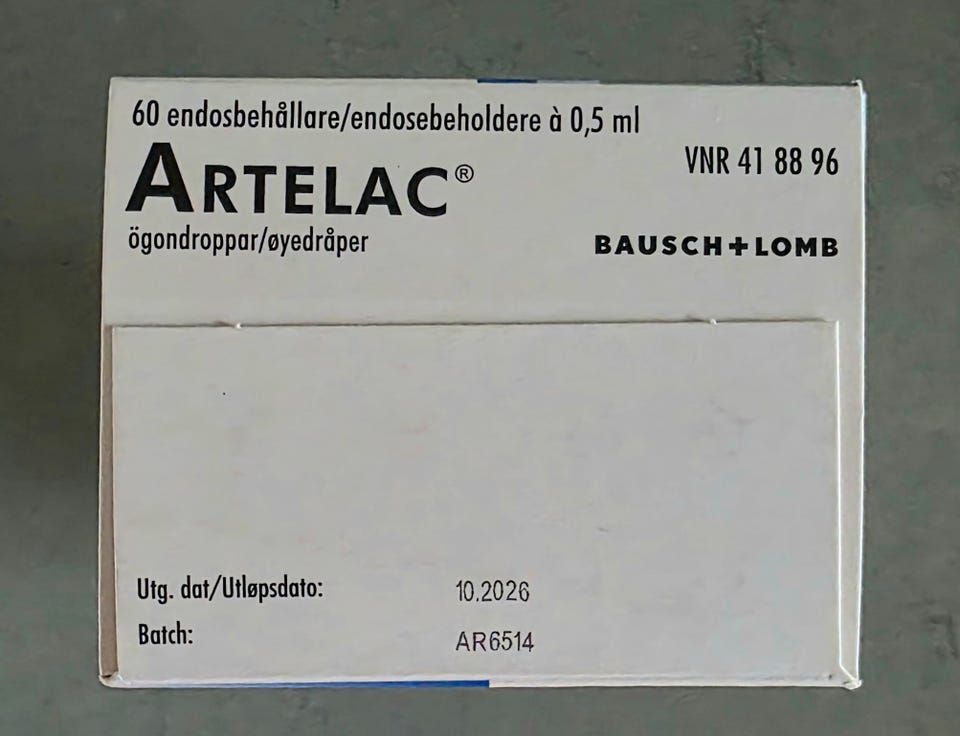 60 endosbehållare/endosebeholdere à 0,5 ml
VNR 41 88 96
ARTELAC®
ögondroppar/øyedråper
BAUSCH+LOMB
Utg. dat/Utløpsdato: 10.2026
Batch: AR6514